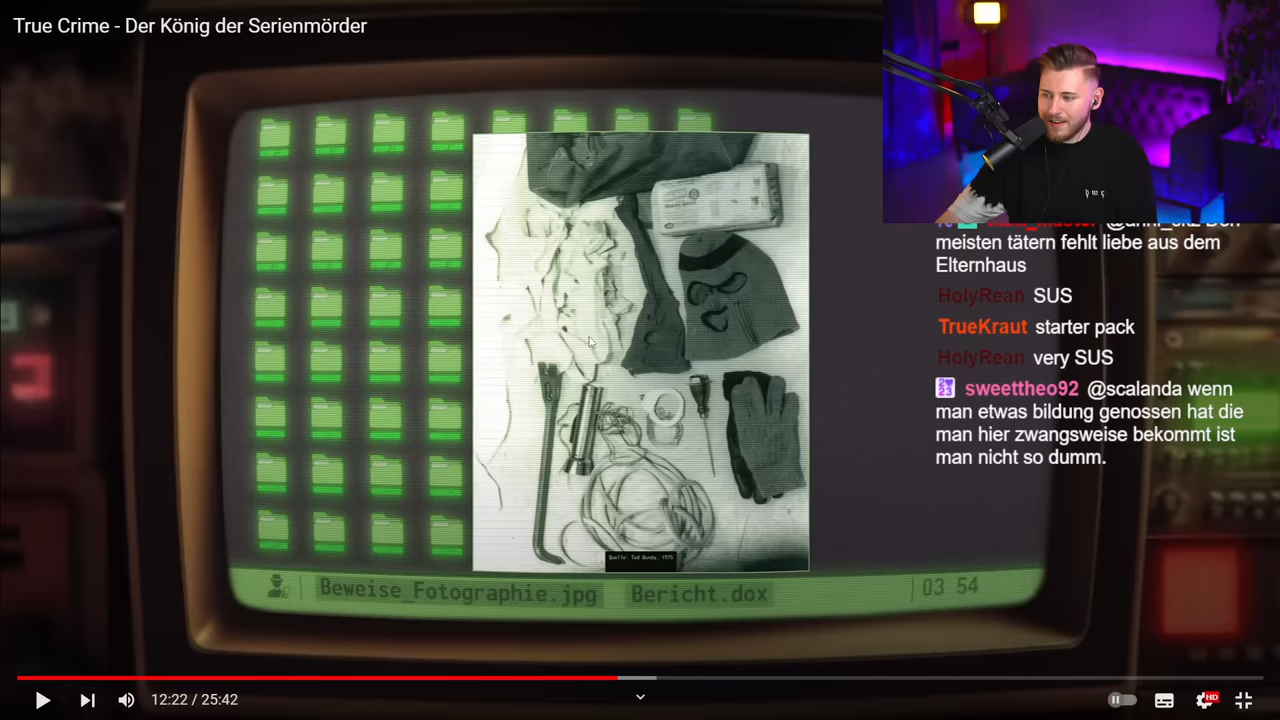 True Crime - Der König der Serienmörder
meisten tätern fehlt liebe aus dem
Elternhaus
HolyRean SUS
TrueKraut starter pack
HolyRean very SUS
sweettheo92 @scalanda wenn
man etwas bildung genossen hat die
man hier zwangsweise bekommt ist
man nicht so dumm.
Quelle: Ted Bundy, 1975
Beweise_Fotographie.jpg
Bericht.dox
03 54
12:22 / 25:42
HD